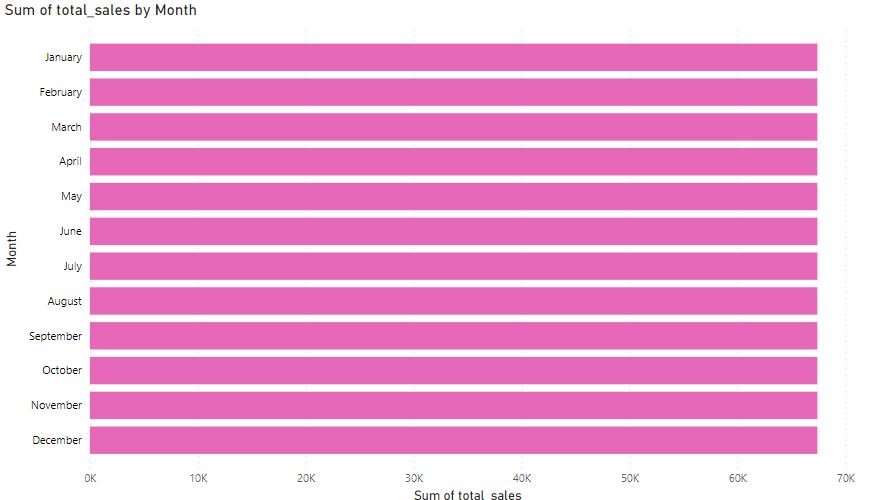 Sum of total_sales by Month
Month
January
February
March
April
May
June
July
August
September
October
November
December
0K 10K 20K 30K 40K 50K 60K 70K
Sum of total_sales